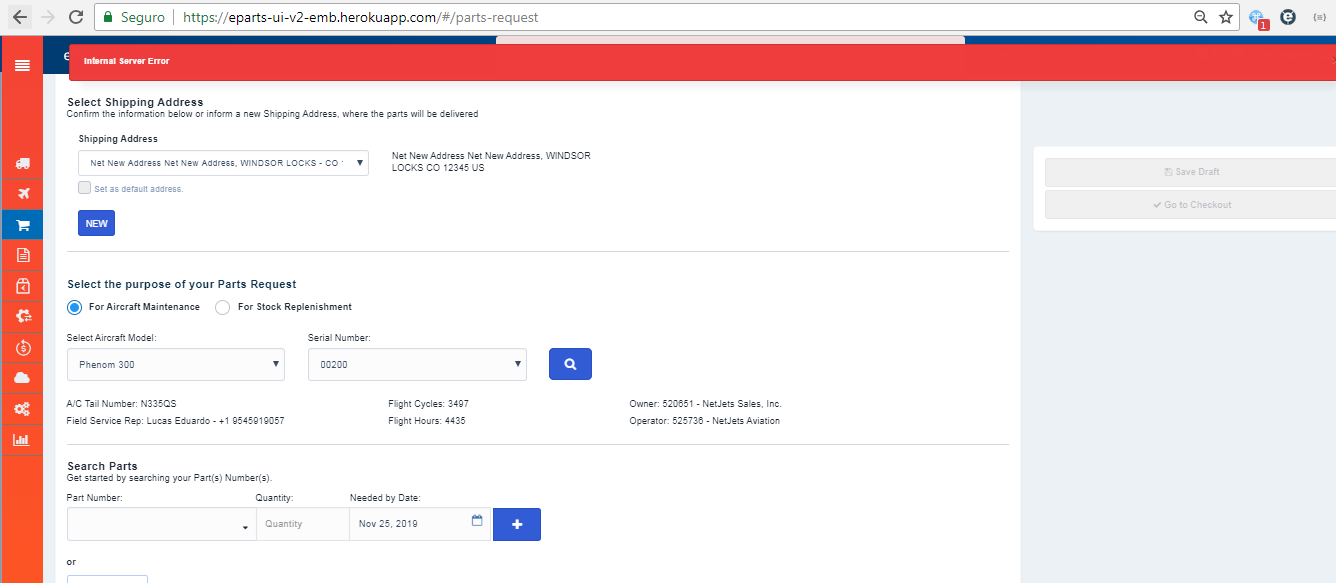 Seguro
https://eparts-ui-v2-emb.herokuapp.com/#/parts-request
1
Internal Server Error
Select Shipping Address
Confirm the information below or inform a new Shipping Address, where the parts will be delivered
Shipping Address
Net New Address Net New Address, WINDSOR LOCKS - CO
Net New Address Net New Address, WINDSOR
LOCKS CO 12345 US
Set as default address.
NEW
Save Draft
Go to Checkout
Select the purpose of your Parts Request
For Aircraft Maintenance For Stock Replenishment
Select Aircraft Model: Serial Number:
Phenom 300 00200
A/C Tail Number: N335QS Flight Cycles: 3497 Owner: 520651 - NetJets Sales, Inc.
Field Service Rep: Lucas Eduardo - +1 9545919057 Flight Hours: 4435 Operator: 525736 - NetJets Aviation
Search Parts
Get started by searching your Part(s) Number(s).
Part Number: Quantity: Needed by Date:
Quantity Nov 25, 2019
or